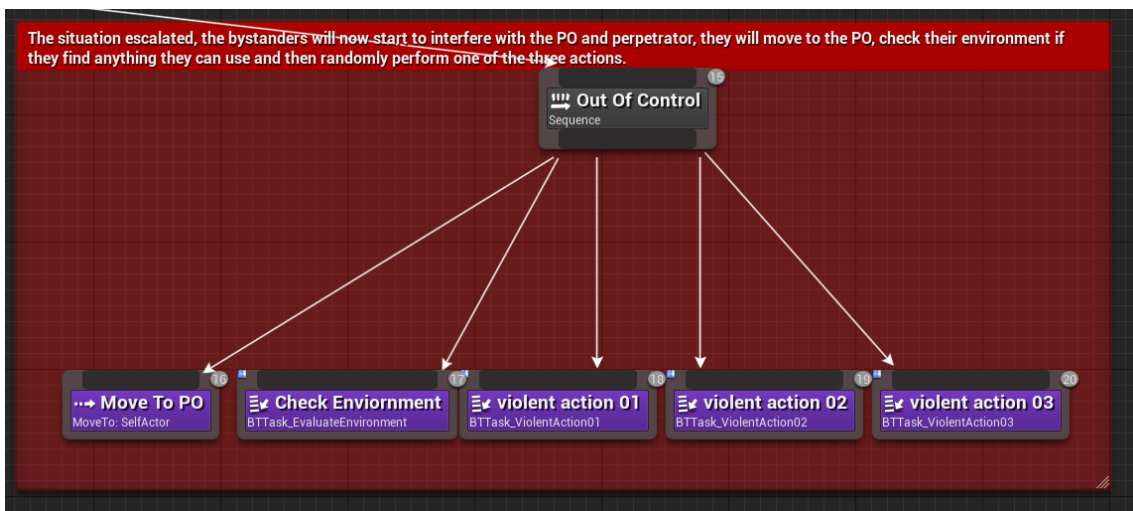 The situation escalated, the bystanders will now start to interfere with the PO and perpetrator, they will move to the PO, check their environment if
they find anything they can use and then randomly perform one of the three actions.
15
Out Of Control
Sequence
16
Move To PO
MoveTo: SelfActor
17
Check Enviornment
BTTask_EvaluateEnvironment
18
violent action 01
BTTask_ViolentAction01
19
violent action 02
BTTask_ViolentAction02
20
violent action 03
BTTask_ViolentAction03